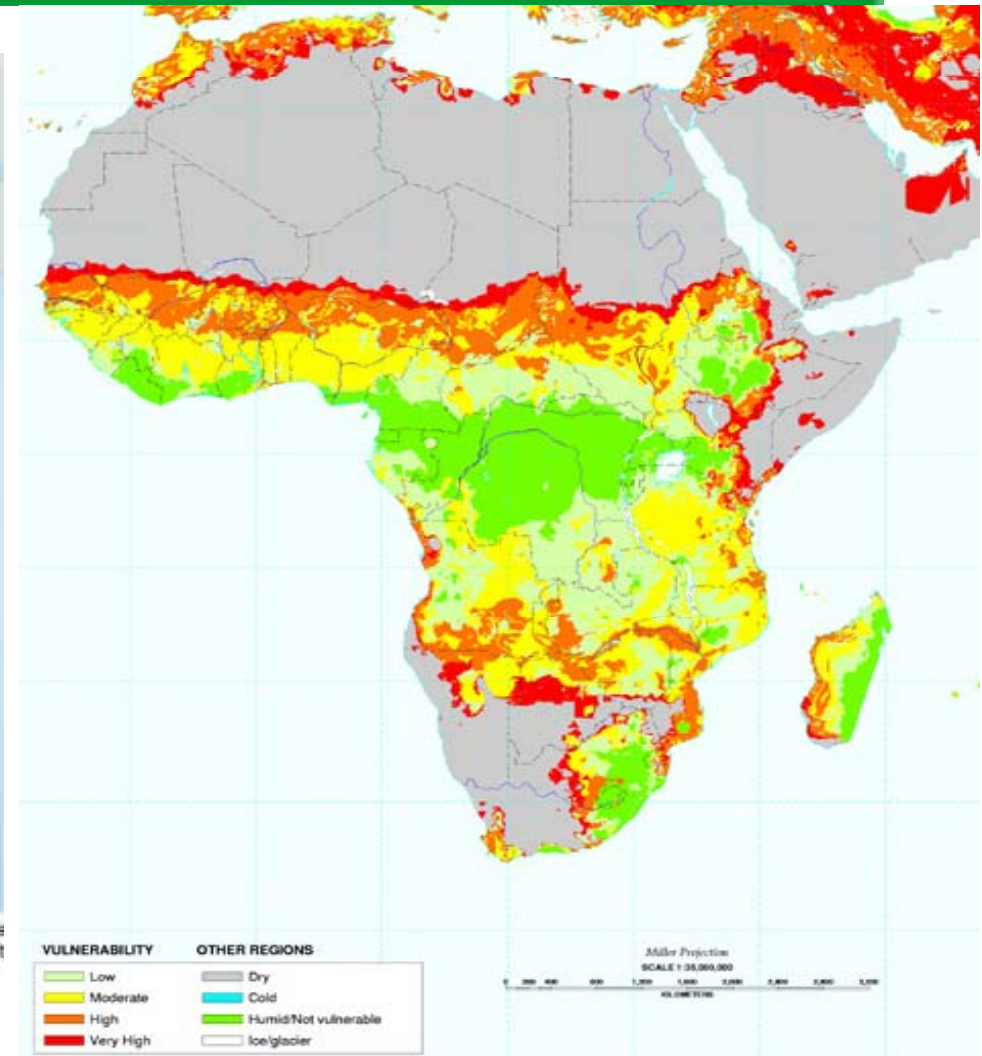 VULNERABILITY OTHER REGIONS
Low Dry
Moderate Cold
High Humid/Not vulnerable
Very High Ice/glacier
Miller Projection
SCALE 1:35,000,000
KILOMETERS